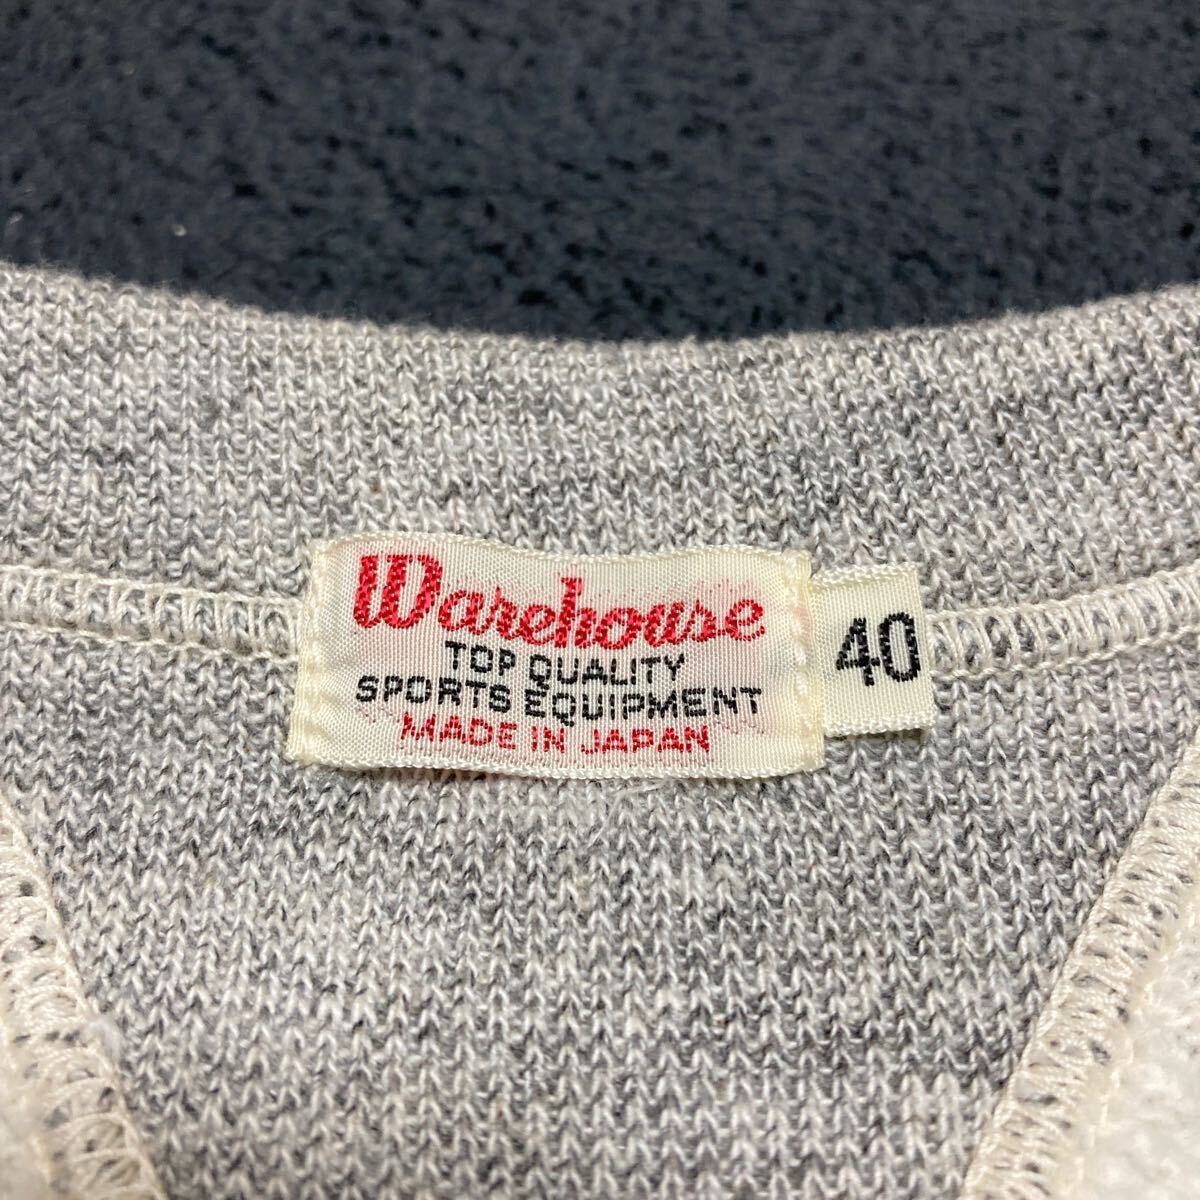 Warehouse
TOP QUALITY
SPORTS EQUIPMENT
MADE IN JAPAN
40